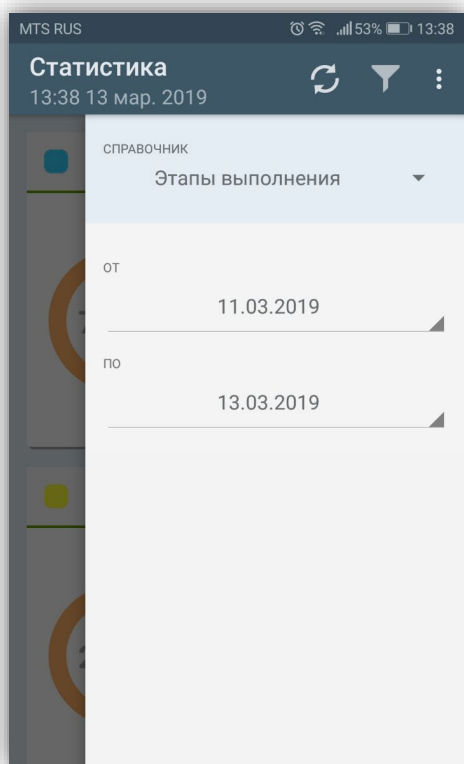 MTS RUS 53% 13:38
Статистика
13:38 13 мар. 2019
СПРАВОЧНИК
Этапы выполнения
ОТ
11.03.2019
ПО
13.03.2019